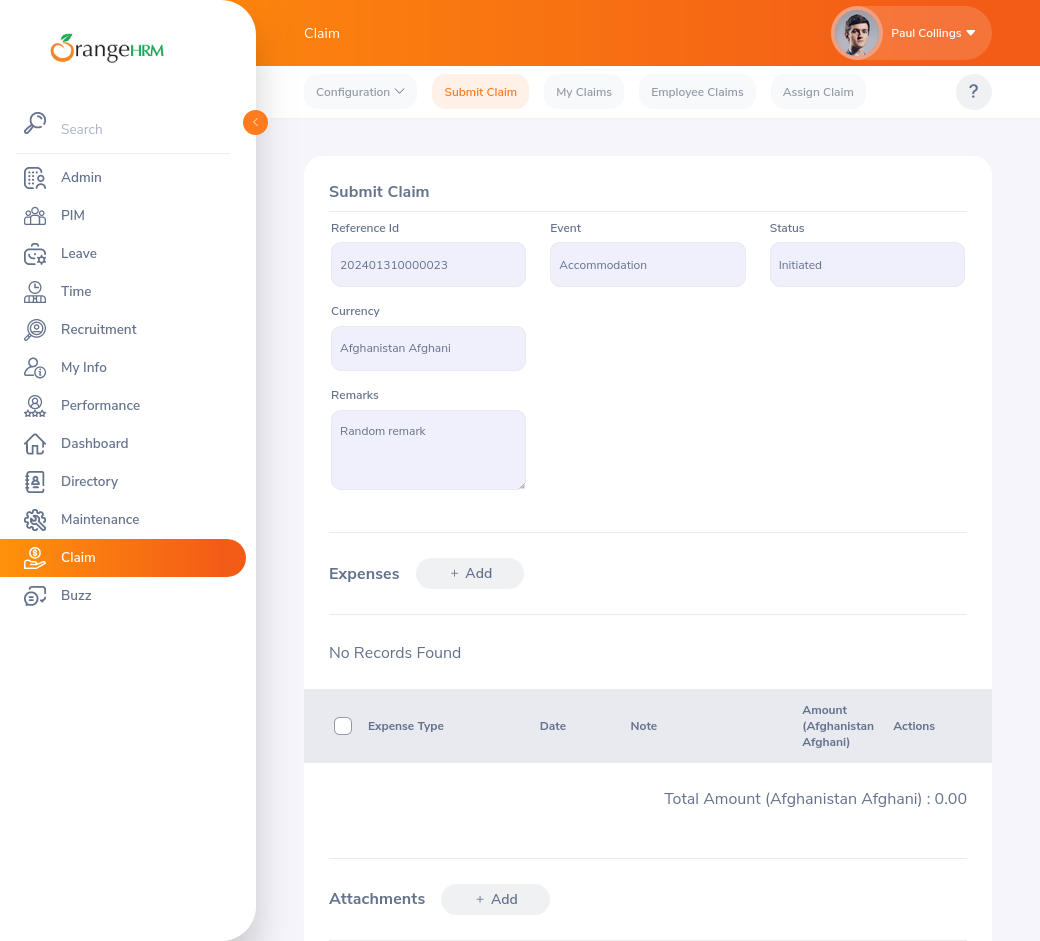 OrangeHRM
Search
Admin
PIM
Leave
Time
Recruitment
My Info
Performance
Dashboard
Directory
Maintenance
Claim
Buzz
Claim
Paul Collings
Configuration
Submit Claim
My Claims
Employee Claims
Assign Claim
?
Submit Claim
Reference Id
Event
Status
202401310000023
Accommodation
Initiated
Currency
Afghanistan Afghani
Remarks
Random remark
Expenses
+ Add
No Records Found
Expense Type
Date
Note
Amount
(Afghanistan
Afghani)
Actions
Total Amount (Afghanistan Afghani) : 0.00
Attachments
+ Add